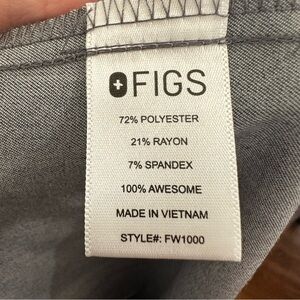 FIGS
72% POLYESTER
21% RAYON
7% SPANDEX
100% AWESOME
MADE IN VIETNAM
STYLE#: FW1000